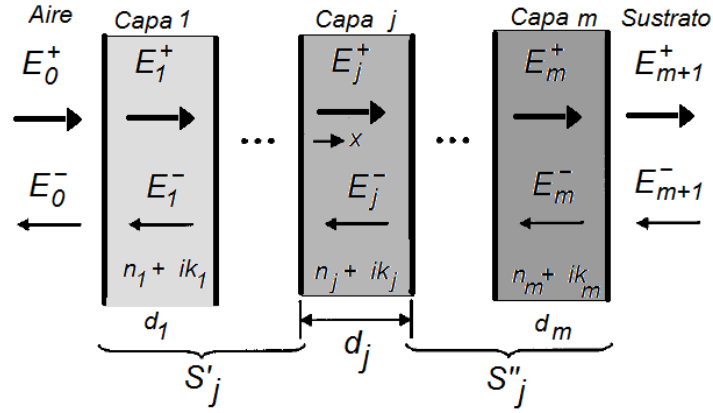 Aire Capa 1 Capa j Capa m Sustrato
E₀⁺ E₁⁺ Eⱼ⁺ Eₘ⁺ Eₘ₊₁⁺
... x ...
E₀⁻ E₁⁻ Eⱼ⁻ Eₘ⁻ Eₘ₊₁⁻
n₁ + ik₁ nⱼ + ikⱼ nₘ + ikₘ
d₁ dⱼ dₘ
S'ⱼ S''ⱼ